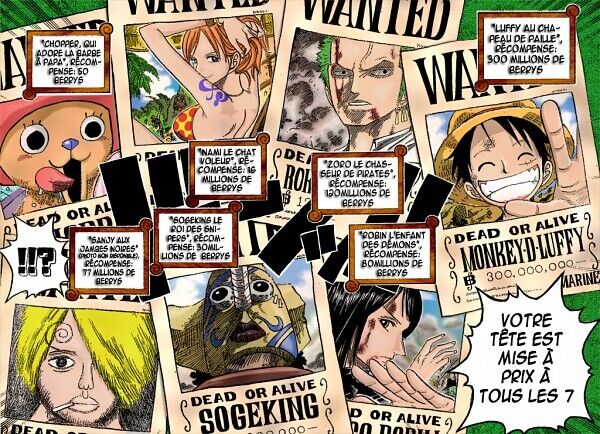 WANTED
WANTED
WANTED
"CHOPPER, QUI
ADORE LA BARBE
À PAPA", RÉCOM-
PENSE: 50
BERRYS
"LUFFY AU CHA-
PEAU DE PAILLE",
RÉCOMPENSE:
300 MILLIONS DE
BERRYS
"NAMI LE CHAT
VOLEUR", RÉ-
COMPENSE: 16
MILLIONS DE
BERRYS
"ZORO LE CHAS-
SEUR DE PIRATES",
RÉCOMPENSE:
120MILLIONS DE
BERRYS
DEAD OR ALIVE
"SOGEKING LE
ROI DES SNI-
PERS", RÉCOM-
PENSE: 30MIL-
LIONS DE
BERRYS
"SANJY AUX
JAMBES NOIRES"
(PHOTO NON DISPONIBLE),
RÉCOMPENSE:
77 MILLIONS DE
BERRYS
"ROBIN L'ENFANT
DES DÉMONS",
RÉCOMPENSE:
80MILLIONS DE
BERRYS
DEAD OR ALIVE
MONKEY·D·LUFFY
300,000,000—
MARINE
!!?
VOTRE
TÊTE EST
MISE À
PRIX À
TOUS LES 7
DEAD OR ALIVE
SOGEKING
DEAD OR ALIVE